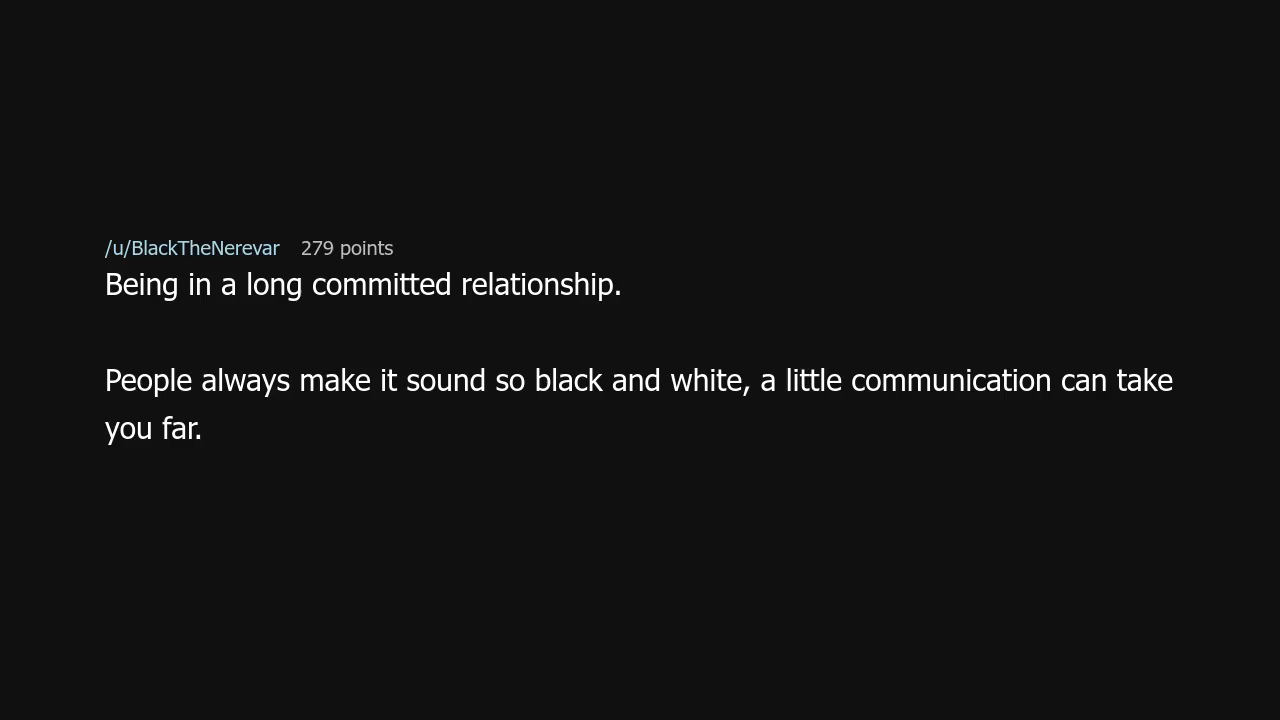 /u/BlackTheNerevar 279 points
Being in a long committed relationship.
People always make it sound so black and white, a little communication can take
you far.